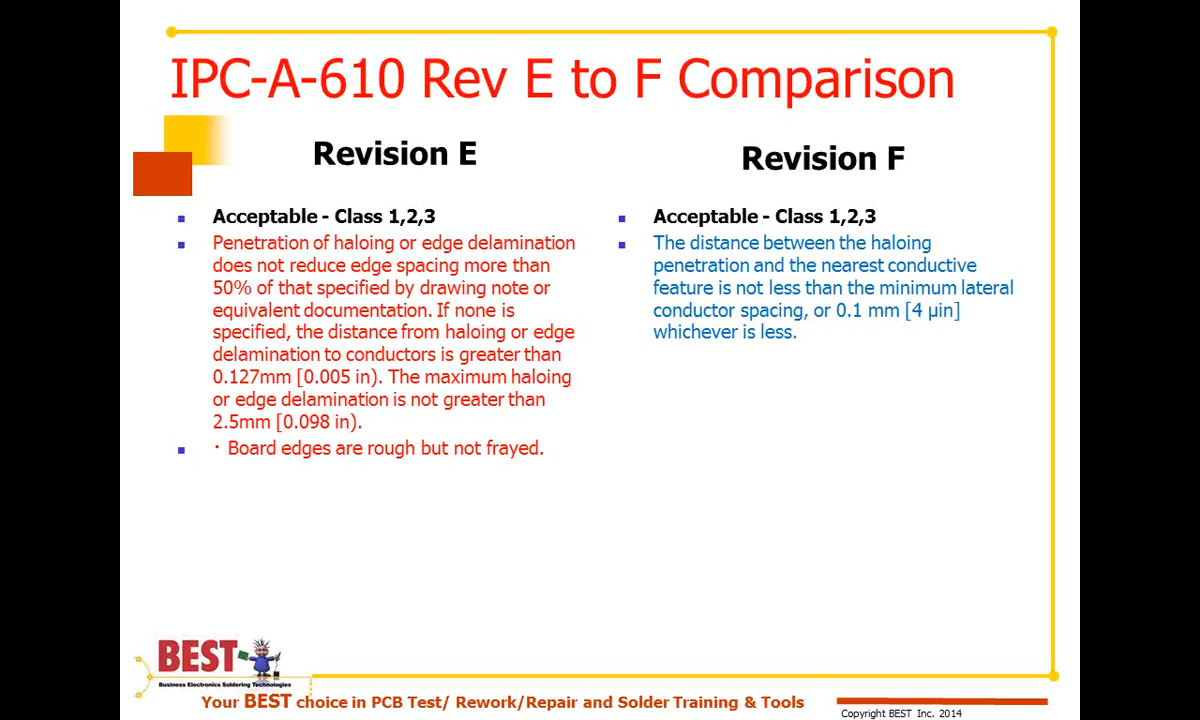 IPC-A-610 Rev E to F Comparison
Revision E
Acceptable - Class 1,2,3
Penetration of haloing or edge delamination
does not reduce edge spacing more than
50% of that specified by drawing note or
equivalent documentation. If none is
specified, the distance from haloing or edge
delamination to conductors is greater than
0.127mm [0.005 in). The maximum haloing
or edge delamination is not greater than
2.5mm [0.098 in).
· Board edges are rough but not frayed.
Revision F
Acceptable - Class 1,2,3
The distance between the haloing
penetration and the nearest conductive
feature is not less than the minimum lateral
conductor spacing, or 0.1 mm [4 µin]
whichever is less.
BEST
Business Electronics Soldering Technologies
Your BEST choice in PCB Test/ Rework/Repair and Solder Training & Tools
Copyright BEST Inc. 2014